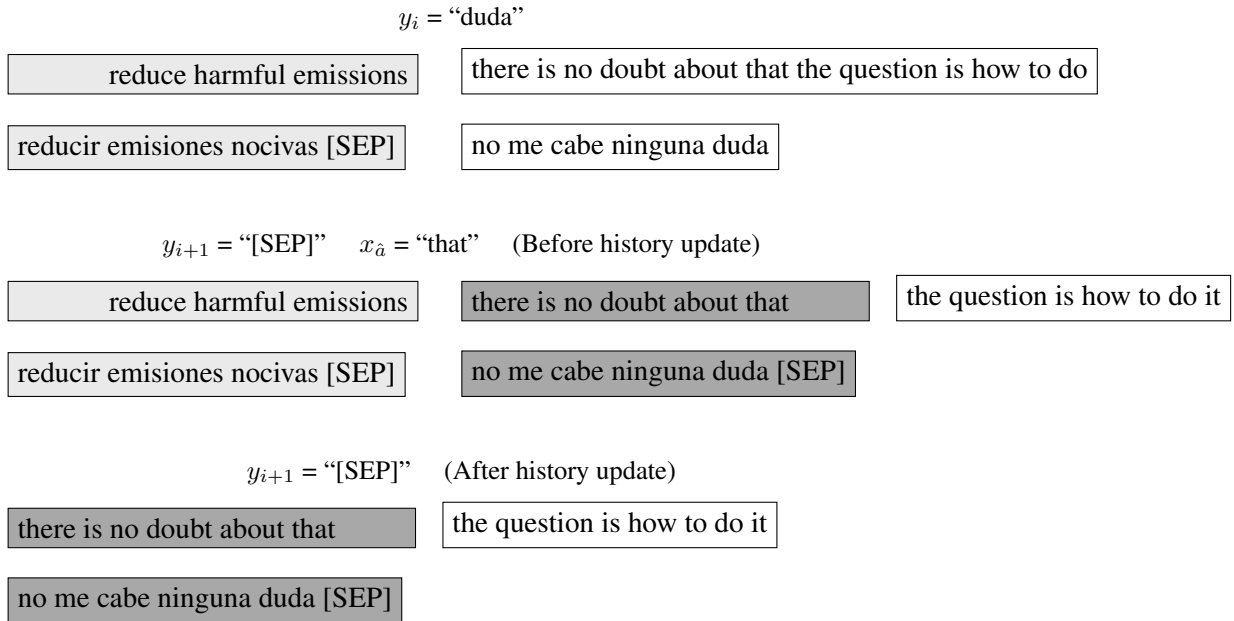 y_i = “duda”
reduce harmful emissions there is no doubt about that the question is how to do
reducir emisiones nocivas [SEP] no me cabe ninguna duda
y_{i+1} = “[SEP]” x_â = “that” (Before history update)
reduce harmful emissions there is no doubt about that the question is how to do it
reducir emisiones nocivas [SEP] no me cabe ninguna duda [SEP]
y_{i+1} = “[SEP]” (After history update)
there is no doubt about that the question is how to do it
no me cabe ninguna duda [SEP]